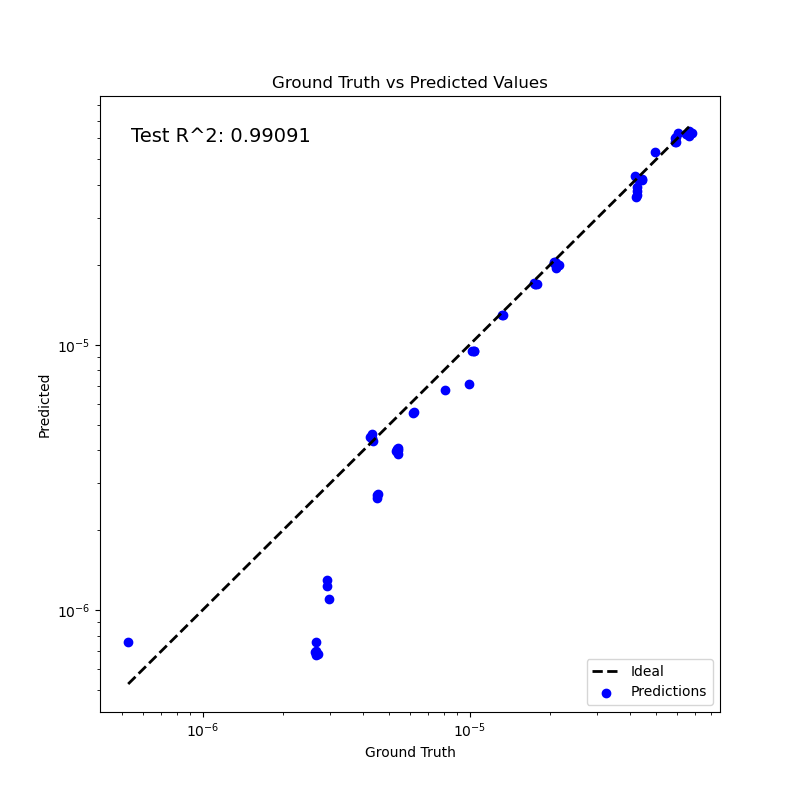 Ground Truth vs Predicted Values
Test R^2: 0.99091
Predicted
10⁻⁵
10⁻⁶
10⁻⁶
10⁻⁵
Ground Truth
Ideal
Predictions